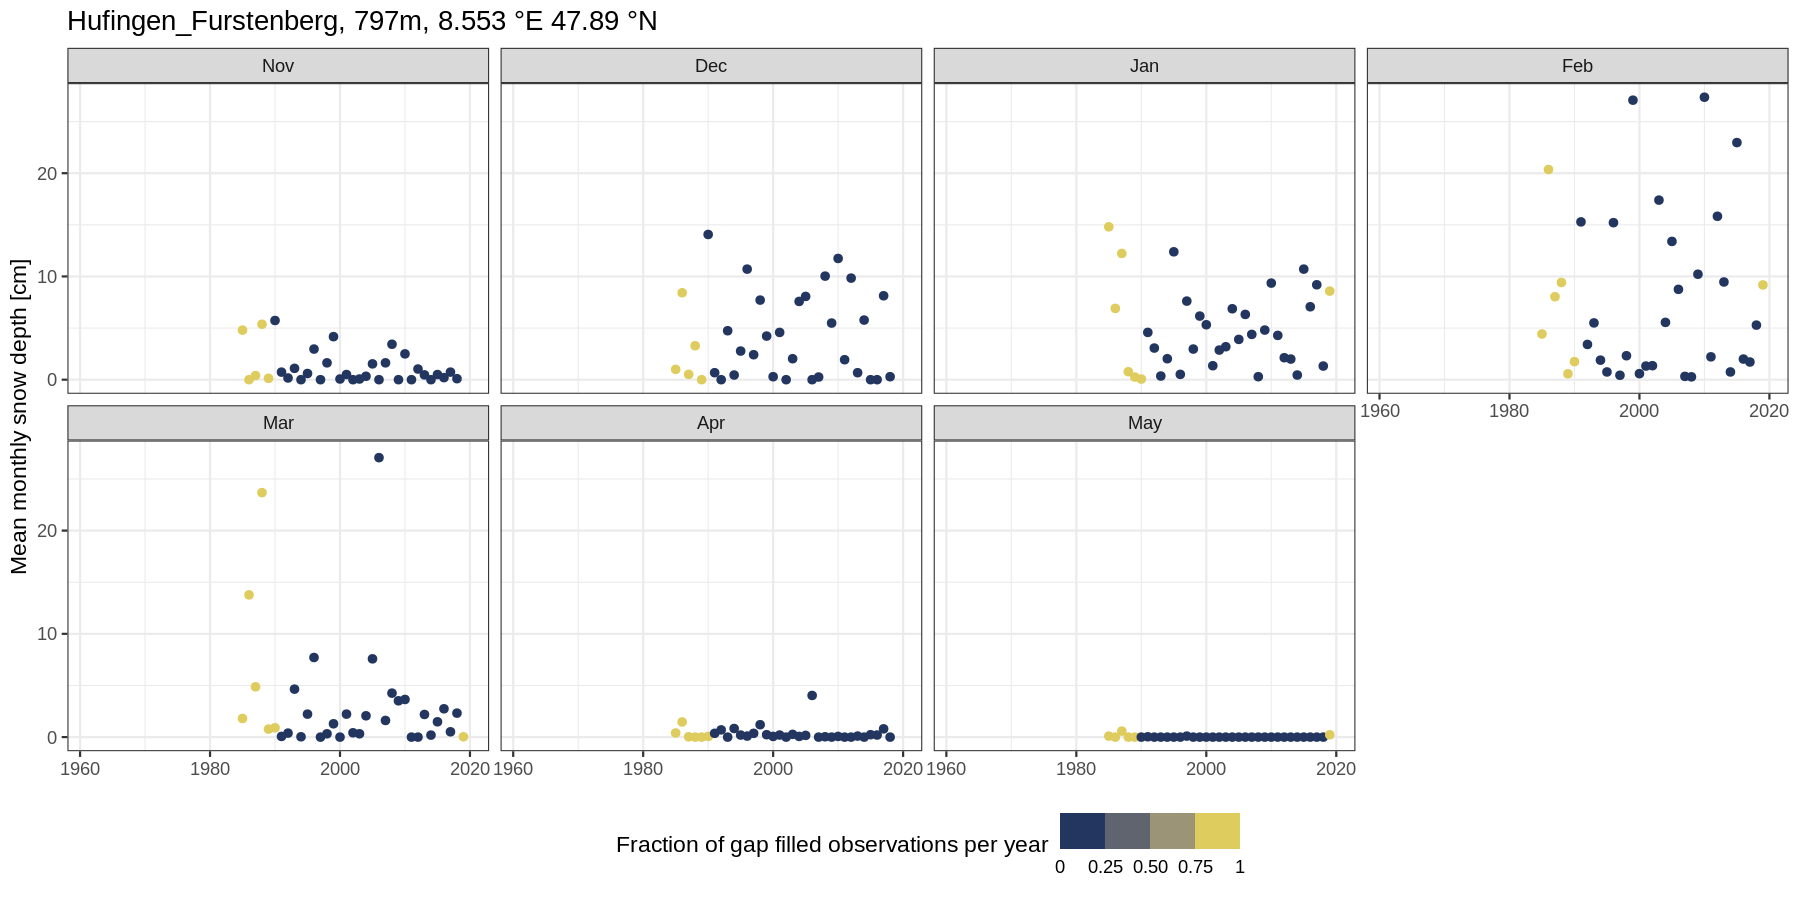 Hufingen_Furstenberg, 797m, 8.553 °E 47.89 °N
Nov
Dec
Jan
Feb
20
10
0
1960 1980 2000 2020
Mar
Apr
May
20
10
0
1960 1980 2000 2020
1960 1980 2000 2020
1960 1980 2000 2020
Mean monthly snow depth [cm]
Fraction of gap filled observations per year
0 0.25 0.50 0.75 1